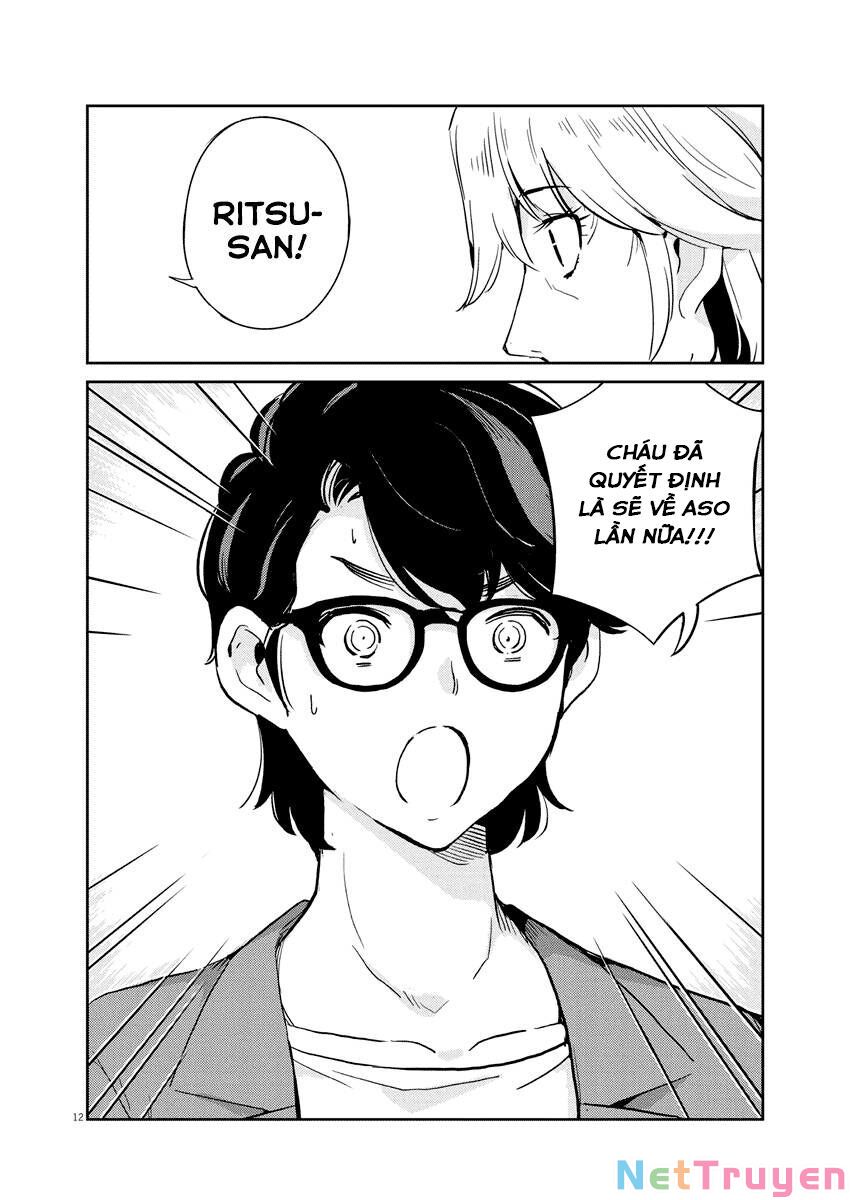 RITSU-
SAN!
CHÁU ĐÃ
QUYẾT ĐỊNH
LÀ SẼ VỀ ASO
LẦN NỮA!!!
12
NetTruyen